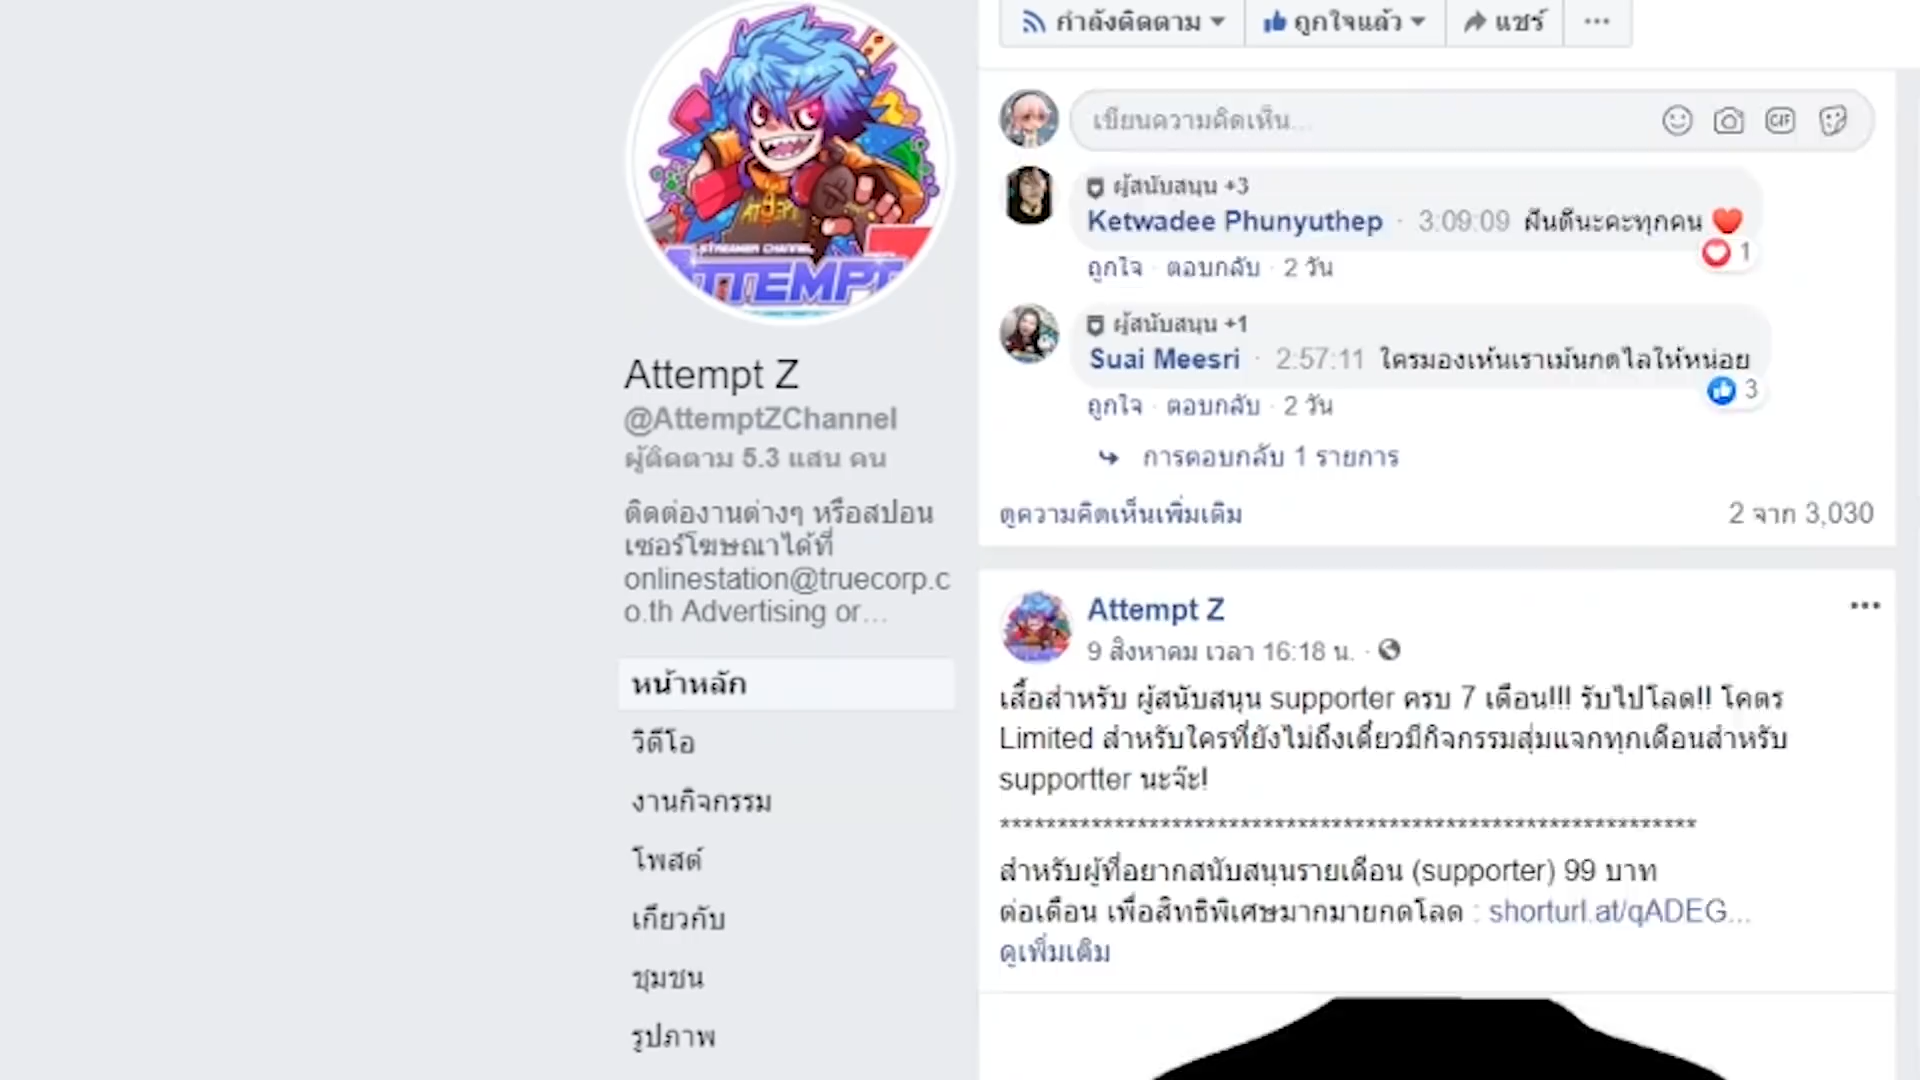 STREAMER CHANNEL
ATTEMPT
Attempt Z
@AttemptZChannel
ผู้ติดตาม 5.3 แสน คน
ติดต่องานต่างๆ หรือสปอน
เซอร์โฆษณาได้ที่
onlinestation@truecorp.c
o.th Advertising or...
หน้าหลัก
วิดีโอ
งานกิจกรรม
โพสต์
เกี่ยวกับ
ชุมชน
รูปภาพ
กำลังติดตาม ถูกใจแล้ว แชร์ ...
เขียนความคิดเห็น... GIF
ผู้สนับสนุน +3
Ketwadee Phunyuthep · 3:09:09 ฝันดีนะคะทุกคน ❤️
1
ถูกใจ · ตอบกลับ · 2 วัน
ผู้สนับสนุน +1
Suai Meesri · 2:57:11 ใครมองเห้นเราเม้นกดไลให้หน่อย
3
ถูกใจ · ตอบกลับ · 2 วัน
การตอบกลับ 1 รายการ
ดูความคิดเห็นเพิ่มเติม 2 จาก 3,030
Attempt Z ...
9 สิงหาคม เวลา 16:18 น. ·
เสื้อสำหรับ ผู้สนับสนุน supporter ครบ 7 เดือน!!! รับไปโลด!! โคตร
Limited สำหรับใครที่ยังไม่ถึงเดี๋ยวมีกิจกรรมสุ่มแจกทุกเดือนสำหรับ
supportter นะจ๊ะ!
**************************************************************
สำหรับผู้ที่อยากสนับสนุนรายเดือน (supporter) 99 บาท
ต่อเดือน เพื่อสิทธิพิเศษมากมายกดโลด : shorturl.at/qADEG...
ดูเพิ่มเติม